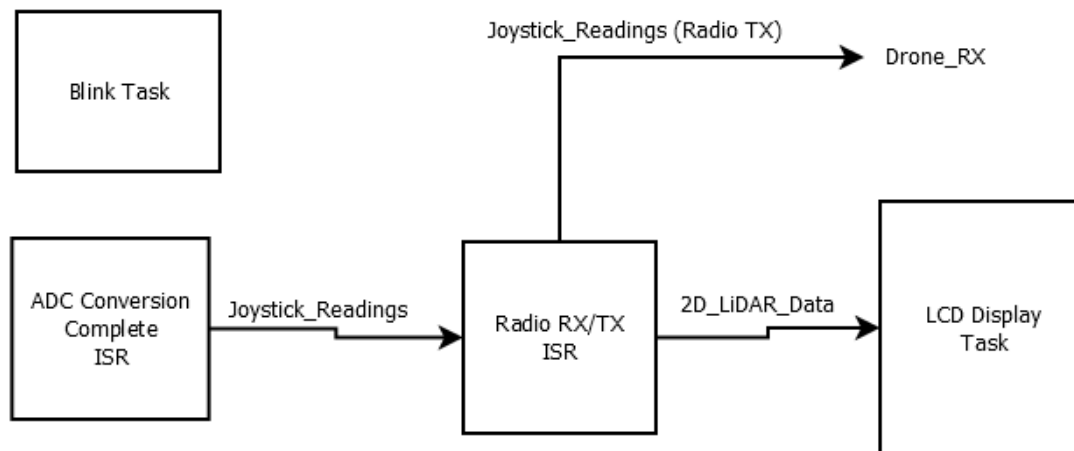 Joystick_Readings (Radio TX)
Drone_RX
Blink Task
ADC Conversion
Complete
ISR
Joystick_Readings
Radio RX/TX
ISR
2D_LiDAR_Data
LCD Display
Task